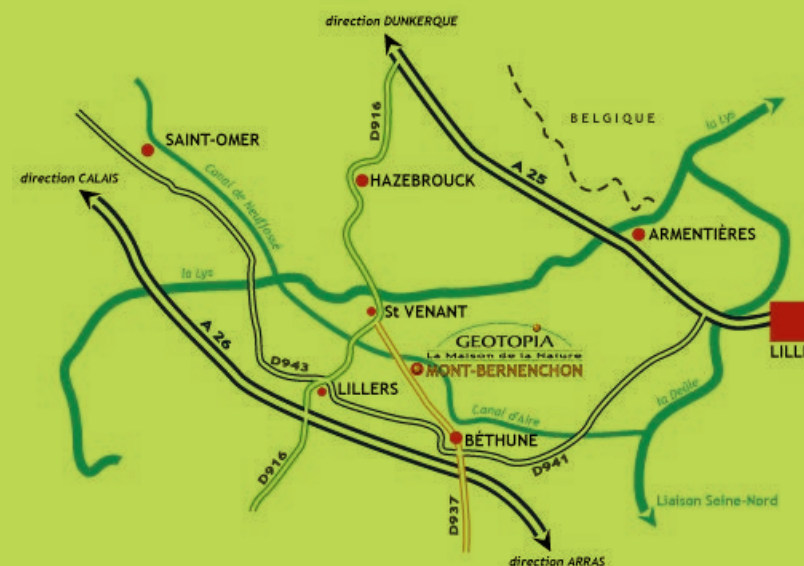 direction DUNKERQUE
BELGIQUE
la Lys
D916
SAINT-OMER
A 25
direction CALAIS
HAZEBROUCK
Canal de Neuffossé
ARMENTIÈRES
la Lys
St VENANT
A 26
GEOTOPIA
La Maison de la Nature
MONT-BERNENCHON
LILL
D943
LILLERS
la Deûle
Canal d'Aire
BÉTHUNE
D941
D916
D937
Liaison Seine-Nord
direction ARRAS